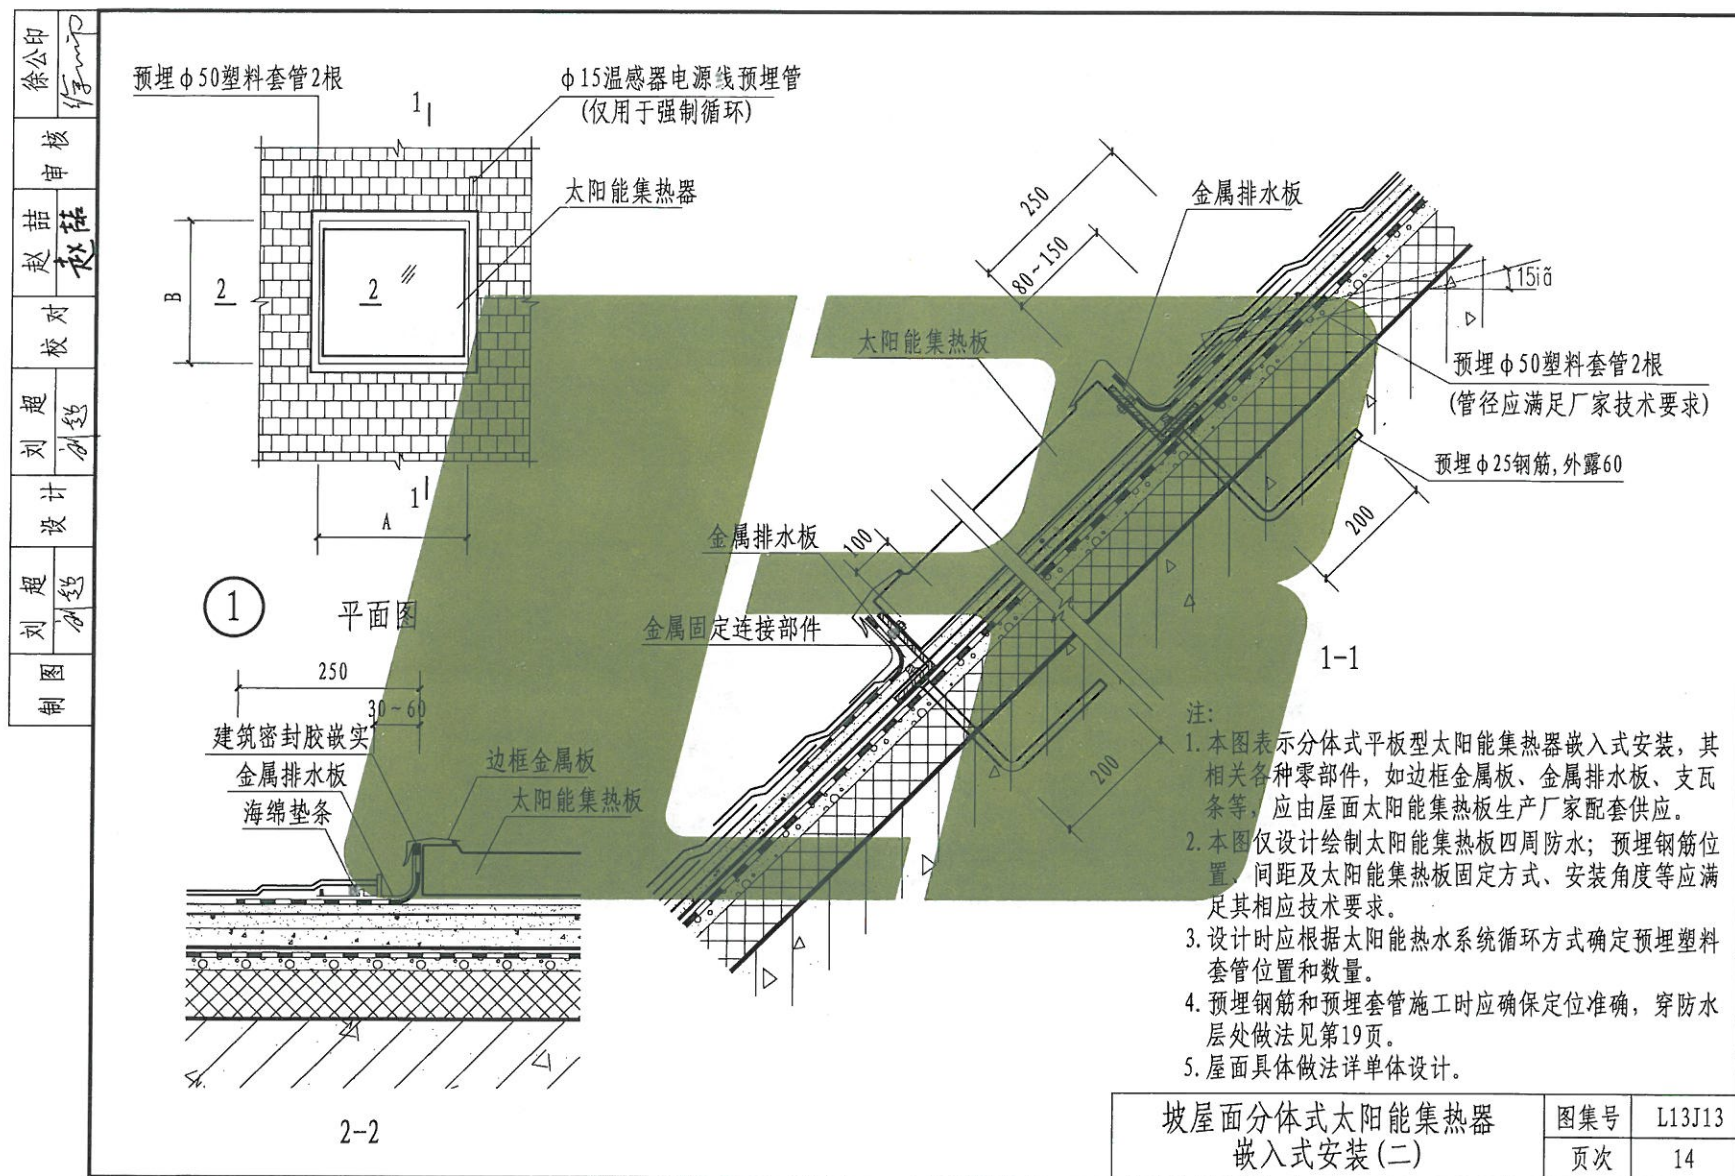 徐公印
审 核
赵 喆
赵喆
校 对
刘 超
刘超
设 计
刘 超
刘超
制 图
预埋ϕ50塑料套管2根
ϕ15温感器电源线预埋管
(仅用于强制循环)
太阳能集热器
1
2
2
B
1
A
1
平面图
金属排水板
250
80~150
太阳能集热板
15iã
预埋ϕ50塑料套管2根
(管径应满足厂家技术要求)
预埋ϕ25钢筋,外露60
200
金属排水板
100
金属固定连接部件
200
1-1
250
30~60
建筑密封胶嵌实
金属排水板
海绵垫条
边框金属板
太阳能集热板
2-2
注:
1. 本图表示分体式平板型太阳能集热器嵌入式安装，其
相关各种零部件，如边框金属板、金属排水板、支瓦
条等，应由屋面太阳能集热板生产厂家配套供应。
2. 本图仅设计绘制太阳能集热板四周防水；预埋钢筋位
置、间距及太阳能集热板固定方式、安装角度等应满
足其相应技术要求。
3. 设计时应根据太阳能热水系统循环方式确定预埋塑料
套管位置和数量。
4. 预埋钢筋和预埋套管施工时应确保定位准确，穿防水
层处做法见第19页。
5. 屋面具体做法详单体设计。
坡屋面分体式太阳能集热器
嵌入式安装(二)
图集号 L13J13
页次 14